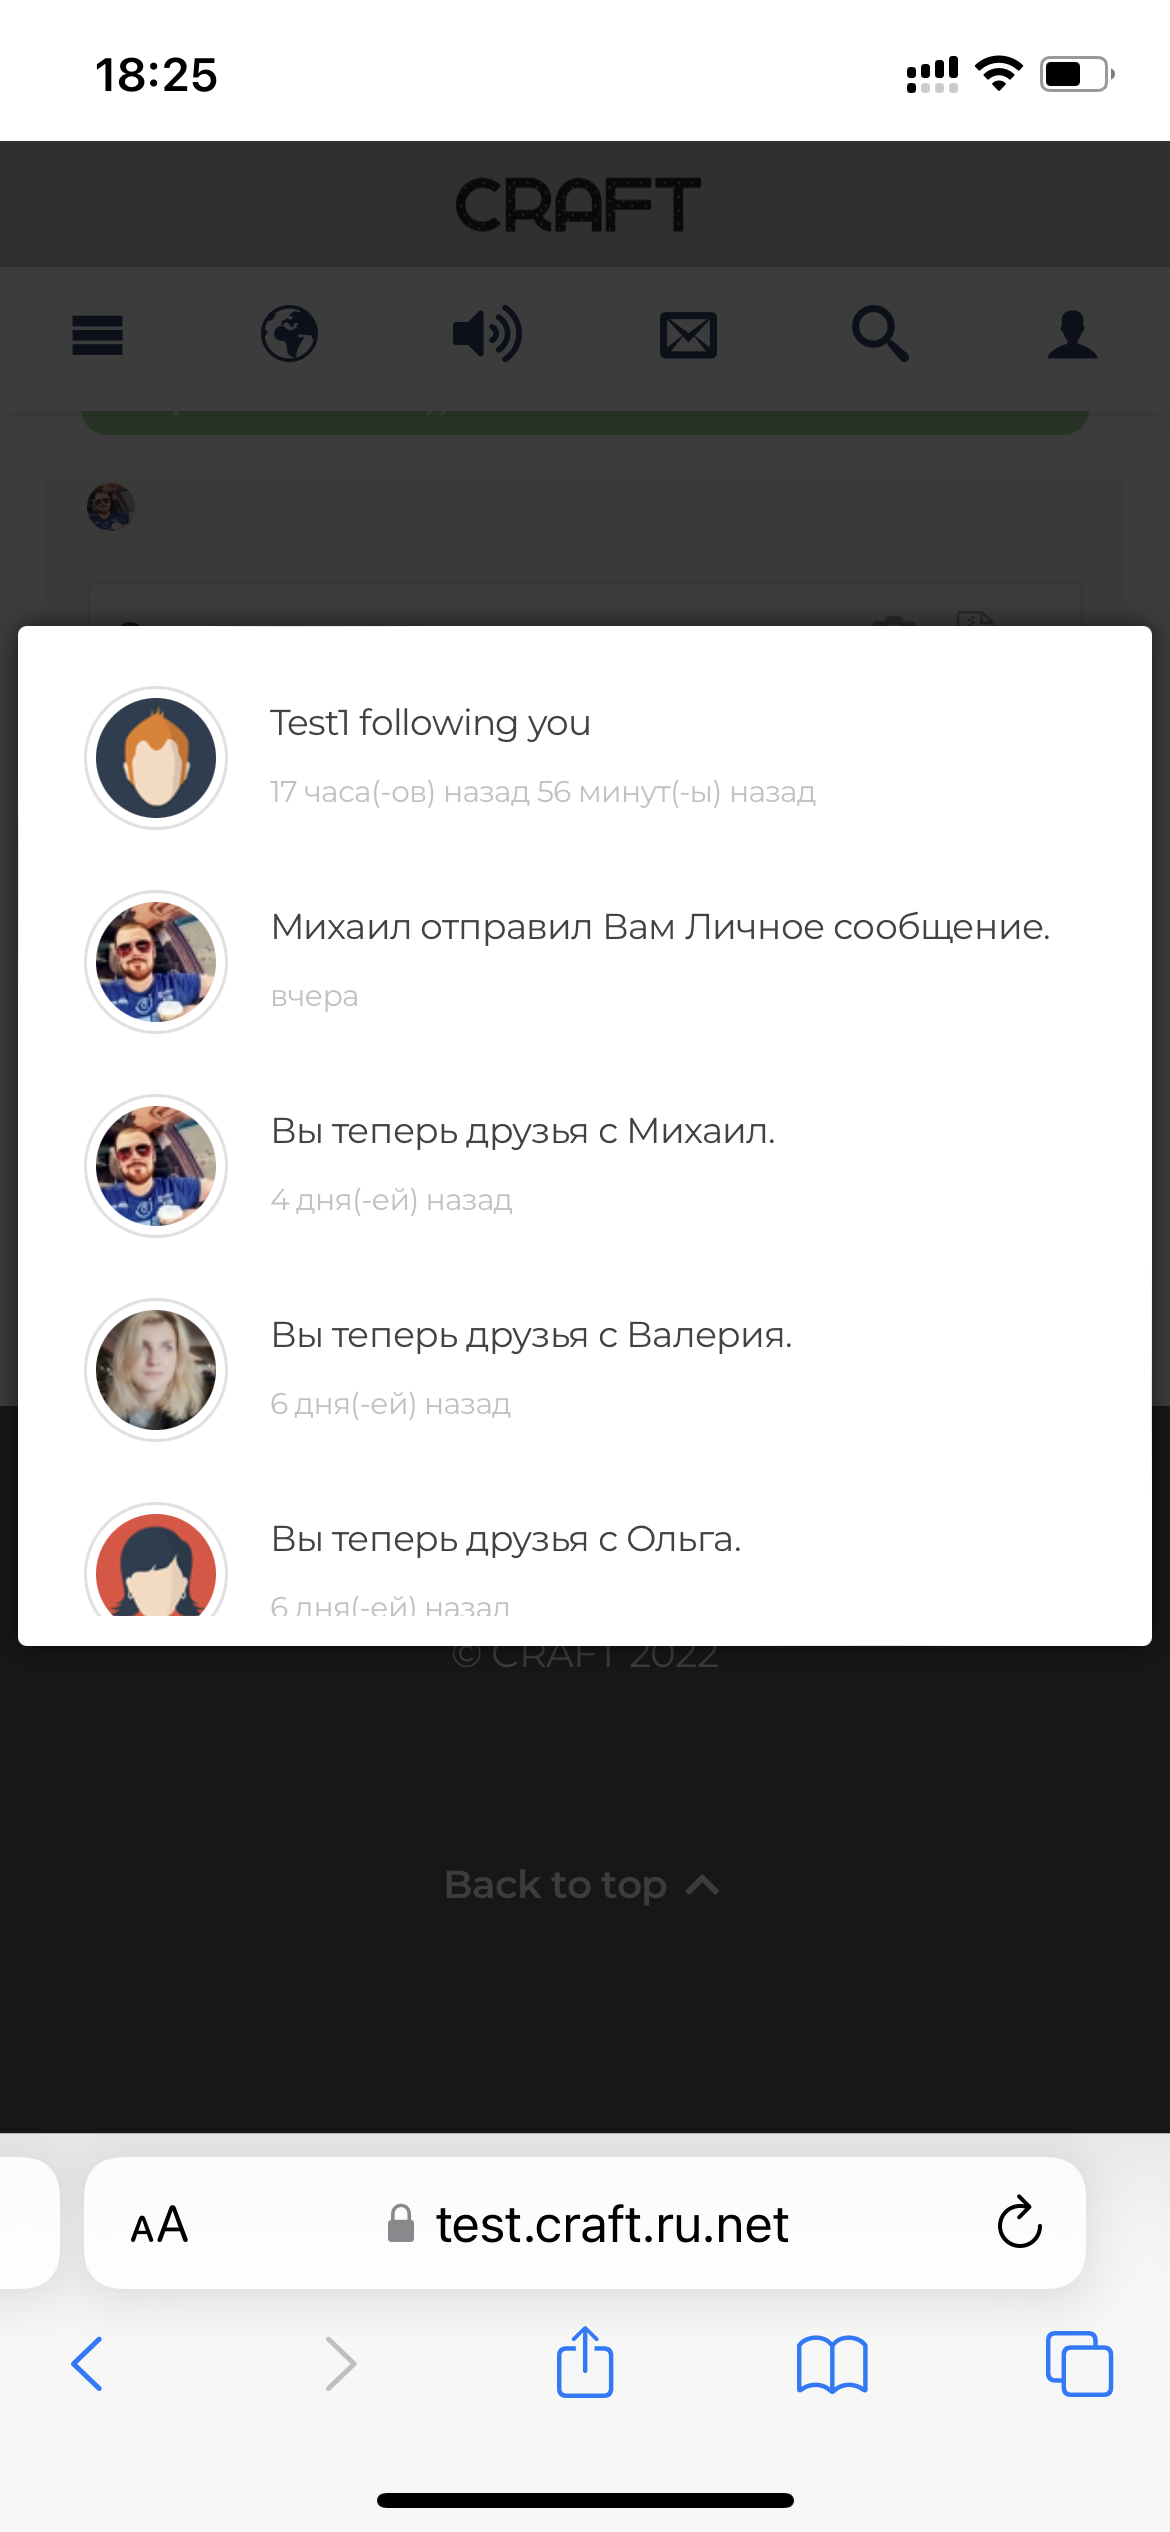 18:25
CRAFT
Test1 following you
17 часа(-ов) назад 56 минут(-ы) назад
Михаил отправил Вам Личное сообщение.
вчера
Вы теперь друзья с Михаил.
4 дня(-ей) назад
Вы теперь друзья с Валерия.
6 дня(-ей) назад
Вы теперь друзья с Ольга.
6 дня(-ей) назад
© CRAFT 2022
Back to top
AA test.craft.ru.net